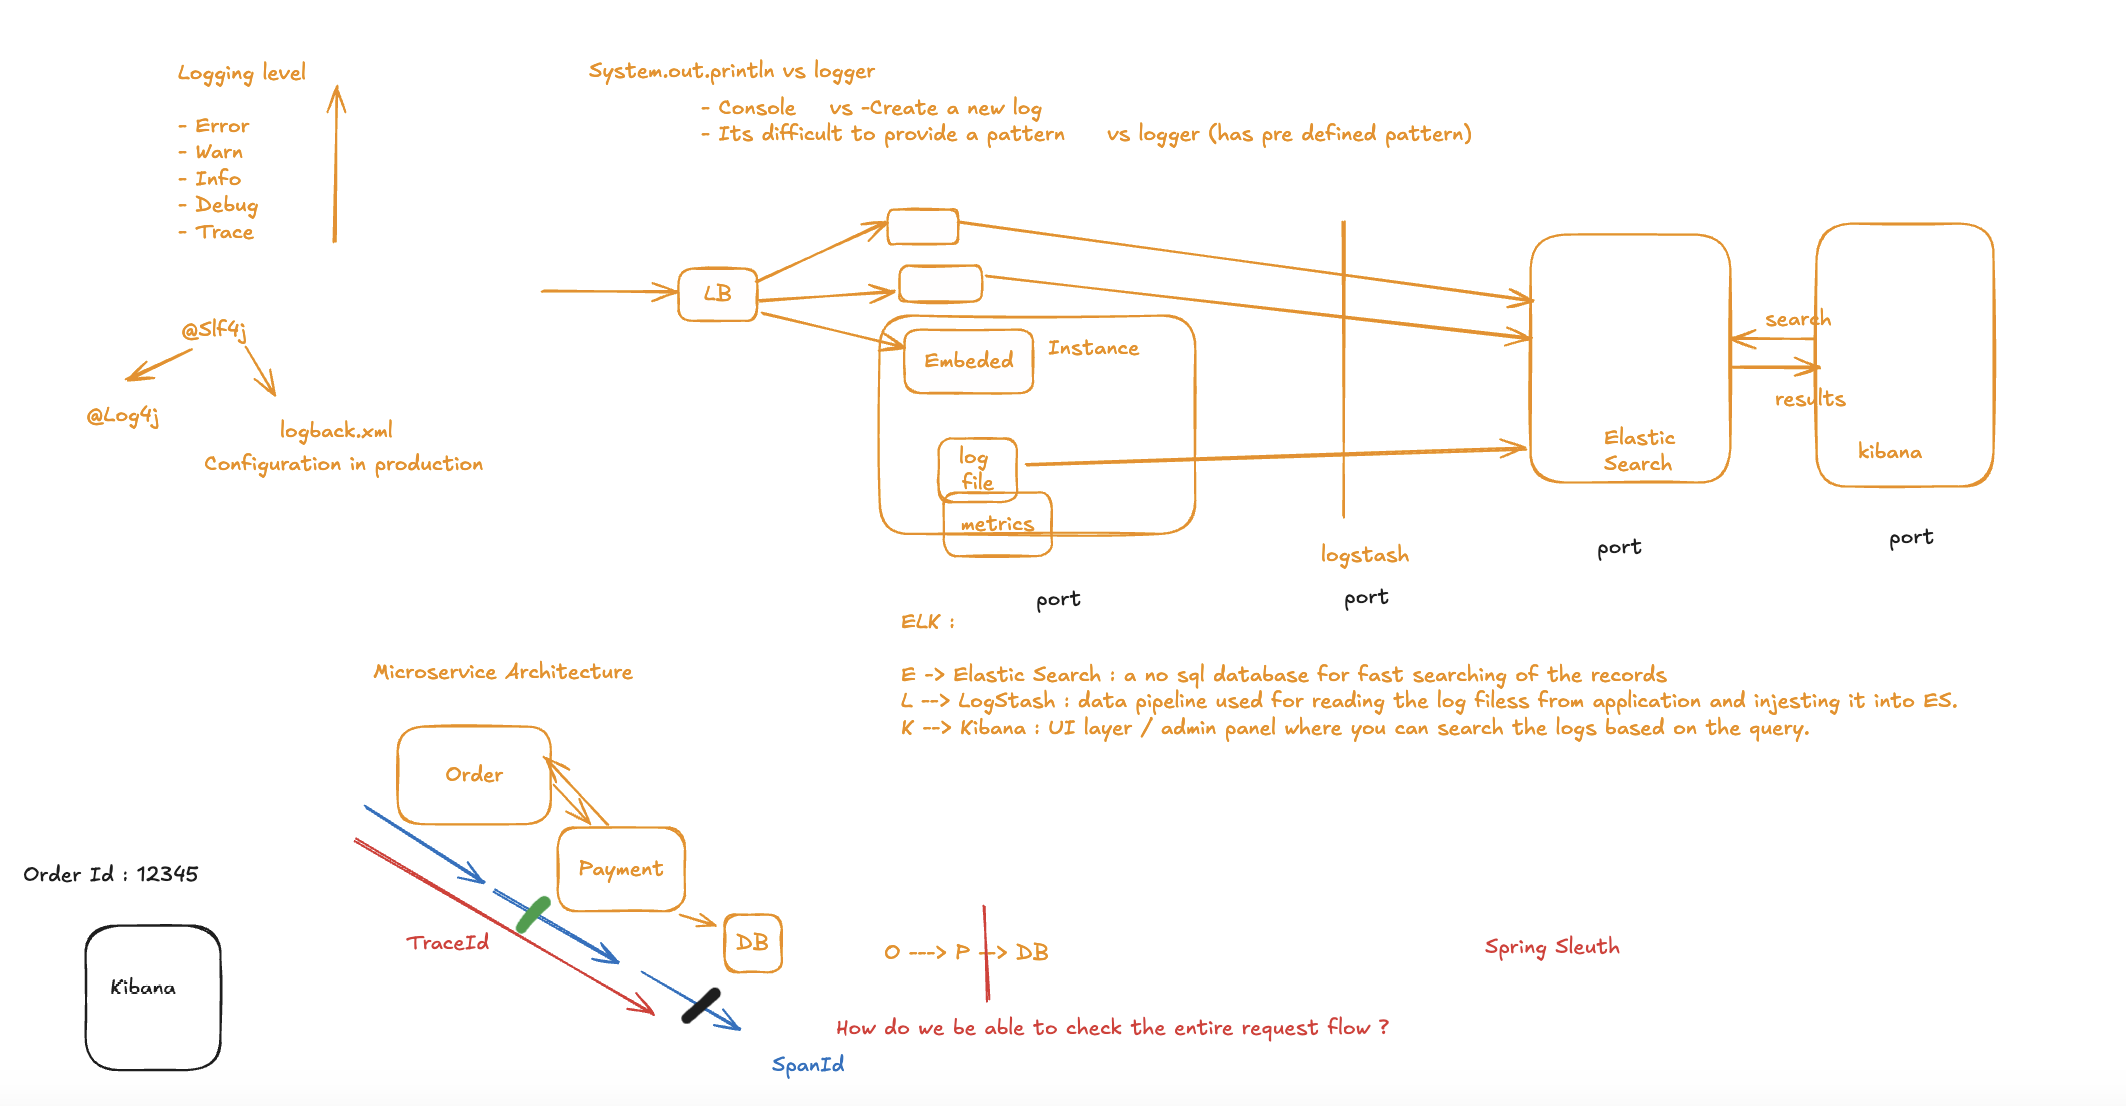 Logging level
- Error
- Warn
- Info
- Debug
- Trace
System.out.println vs logger
- Console vs -Create a new log
- Its difficult to provide a pattern vs logger (has pre defined pattern)
@Slf4j
@Log4j
logback.xml
Configuration in production
LB
Embeded
Instance
log
file
metrics
port
logstash
port
Elastic
Search
port
search
results
kibana
port
ELK :
E -> Elastic Search : a no sql database for fast searching of the records
L --> LogStash : data pipeline used for reading the log filess from application and injesting it into ES.
K --> Kibana : UI layer / admin panel where you can search the logs based on the query.
Microservice Architecture
Order
Payment
DB
Order Id : 12345
Kibana
TraceId
SpanId
O ---> P --> DB
How do we be able to check the entire request flow ?
Spring Sleuth